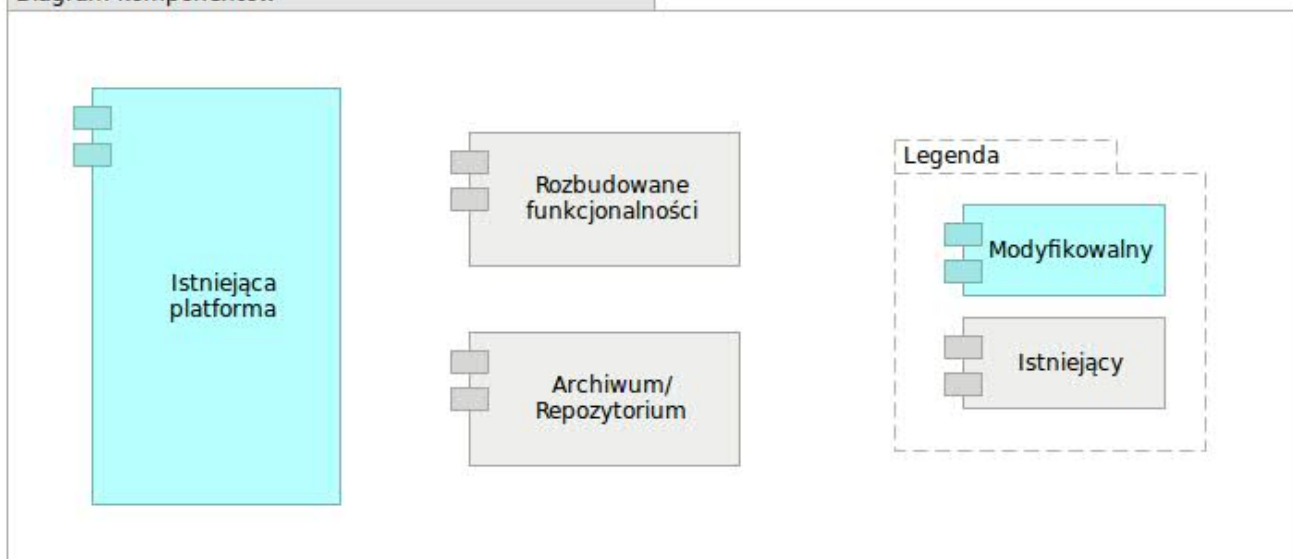 Istniejąca
platforma
Rozbudowane
funkcjonalności
Archiwum/
Repozytorium
Legenda
Modyfikowalny
Istniejący